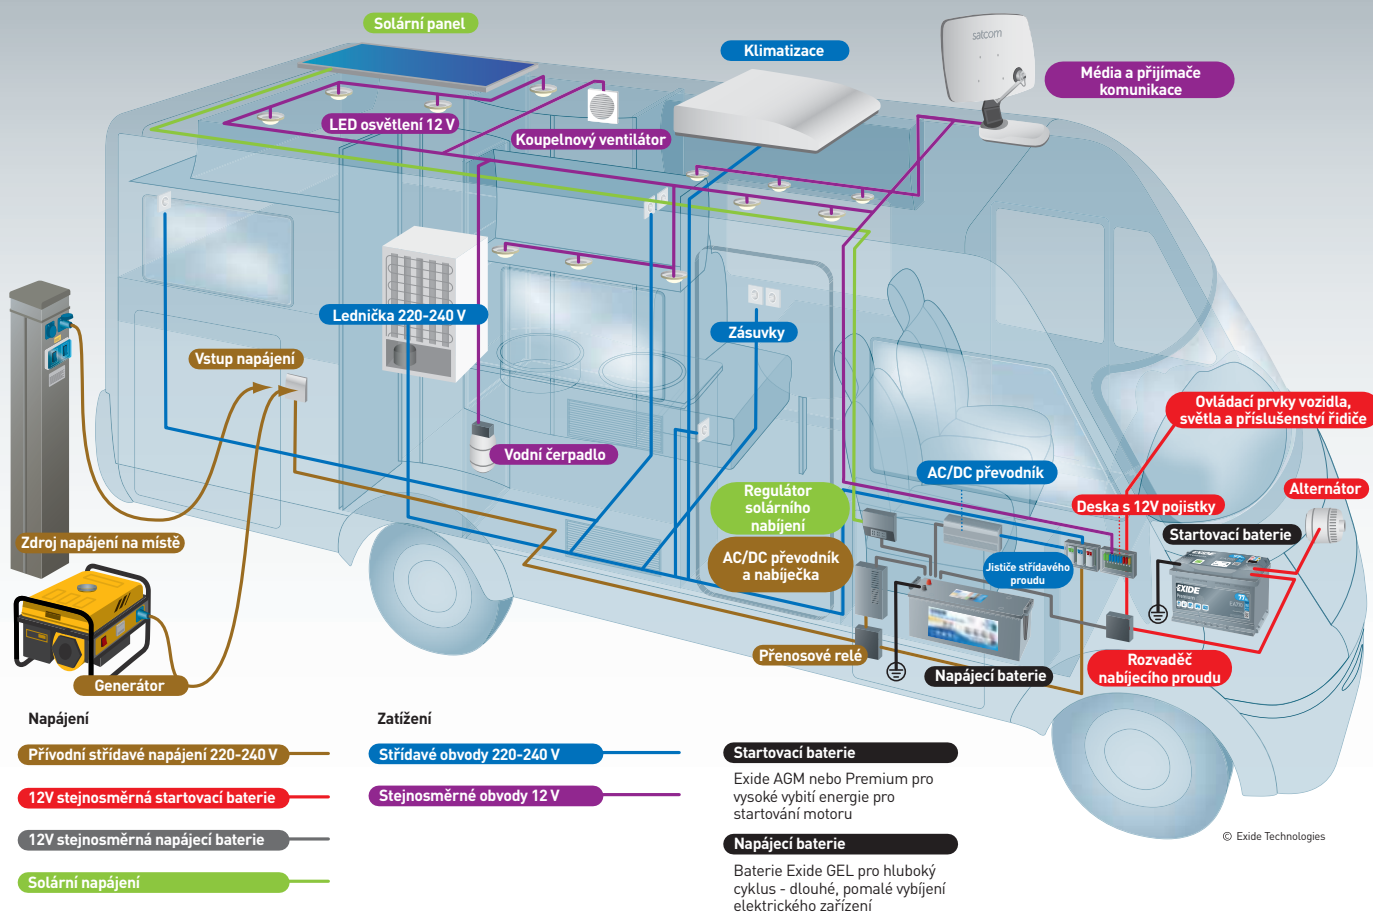 Solární panel
Klimatizace
satcom
Média a přijímače
komunikace
LED osvětlení 12 V
Koupelnový ventilátor
Lednička 220-240 V
Zásuvky
Vstup napájení
Ovládací prvky vozidla,
světla a příslušenství řidiče
Vodní čerpadlo
AC/DC převodník
Alternátor
Regulátor
solárního
nabíjení
Deska s 12V pojistky
Startovací baterie
Zdroj napájení na místě
AC/DC převodník
a nabíječka
Jističe střídavého
proudu
EXIDE
Premium
Přenosové relé
Rozvaděč
nabíjecího proudu
Napájecí baterie
Generátor
Napájení
Zatížení
Přívodní střídavé napájení 220-240 V
Střídavé obvody 220-240 V
12V stejnosměrná startovací baterie
Stejnosměrné obvody 12 V
12V stejnosměrná napájecí baterie
Solární napájení
Startovací baterie
Exide AGM nebo Premium pro
vysoké vybití energie pro
startování motoru
Napájecí baterie
Baterie Exide GEL pro hluboký
cyklus - dlouhé, pomalé vybíjení
elektrického zařízení
© Exide Technologies